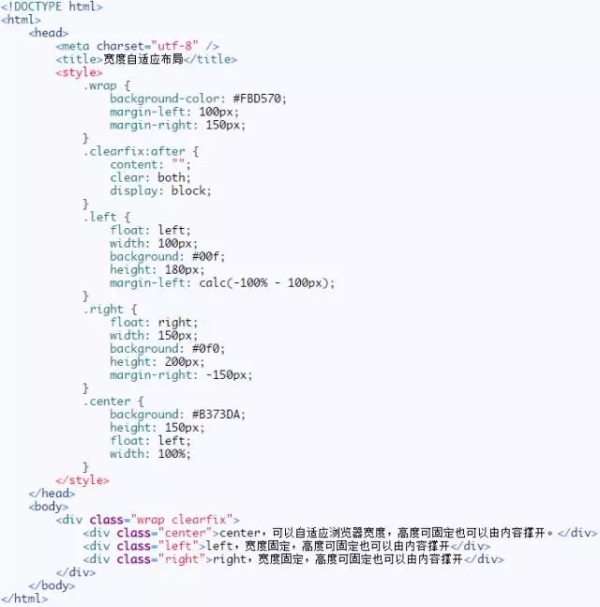 <!DOCTYPE html>
<html>
    <head>
        <meta charset="utf-8" />
        <title>宽度自适应布局</title>
        <style>
            .wrap {
                background-color: #FBD570;
                margin-left: 100px;
                margin-right: 150px;
            }
            .clearfix:after {
                content: "";
                clear: both;
                display: block;
            }
            .left {
                float: left;
                width: 100px;
                background: #00f;
                height: 180px;
                margin-left: calc(-100% - 100px);
            }
            .right {
                float: right;
                width: 150px;
                background: #0f0;
                height: 200px;
                margin-right: -150px;
            }
            .center {
                background: #B373DA;
                height: 150px;
                float: left;
                width: 100%;
            }
        </style>
    </head>
    <body>
        <div class="wrap clearfix">
            <div class="center">center，可以自适应浏览器宽度，高度可固定也可以由内容撑开。</div>
            <div class="left">left，宽度固定，高度可固定也可以由内容撑开</div>
            <div class="right">right，宽度固定，高度可固定也可以由内容撑开</div>
        </div>
    </body>
</html>